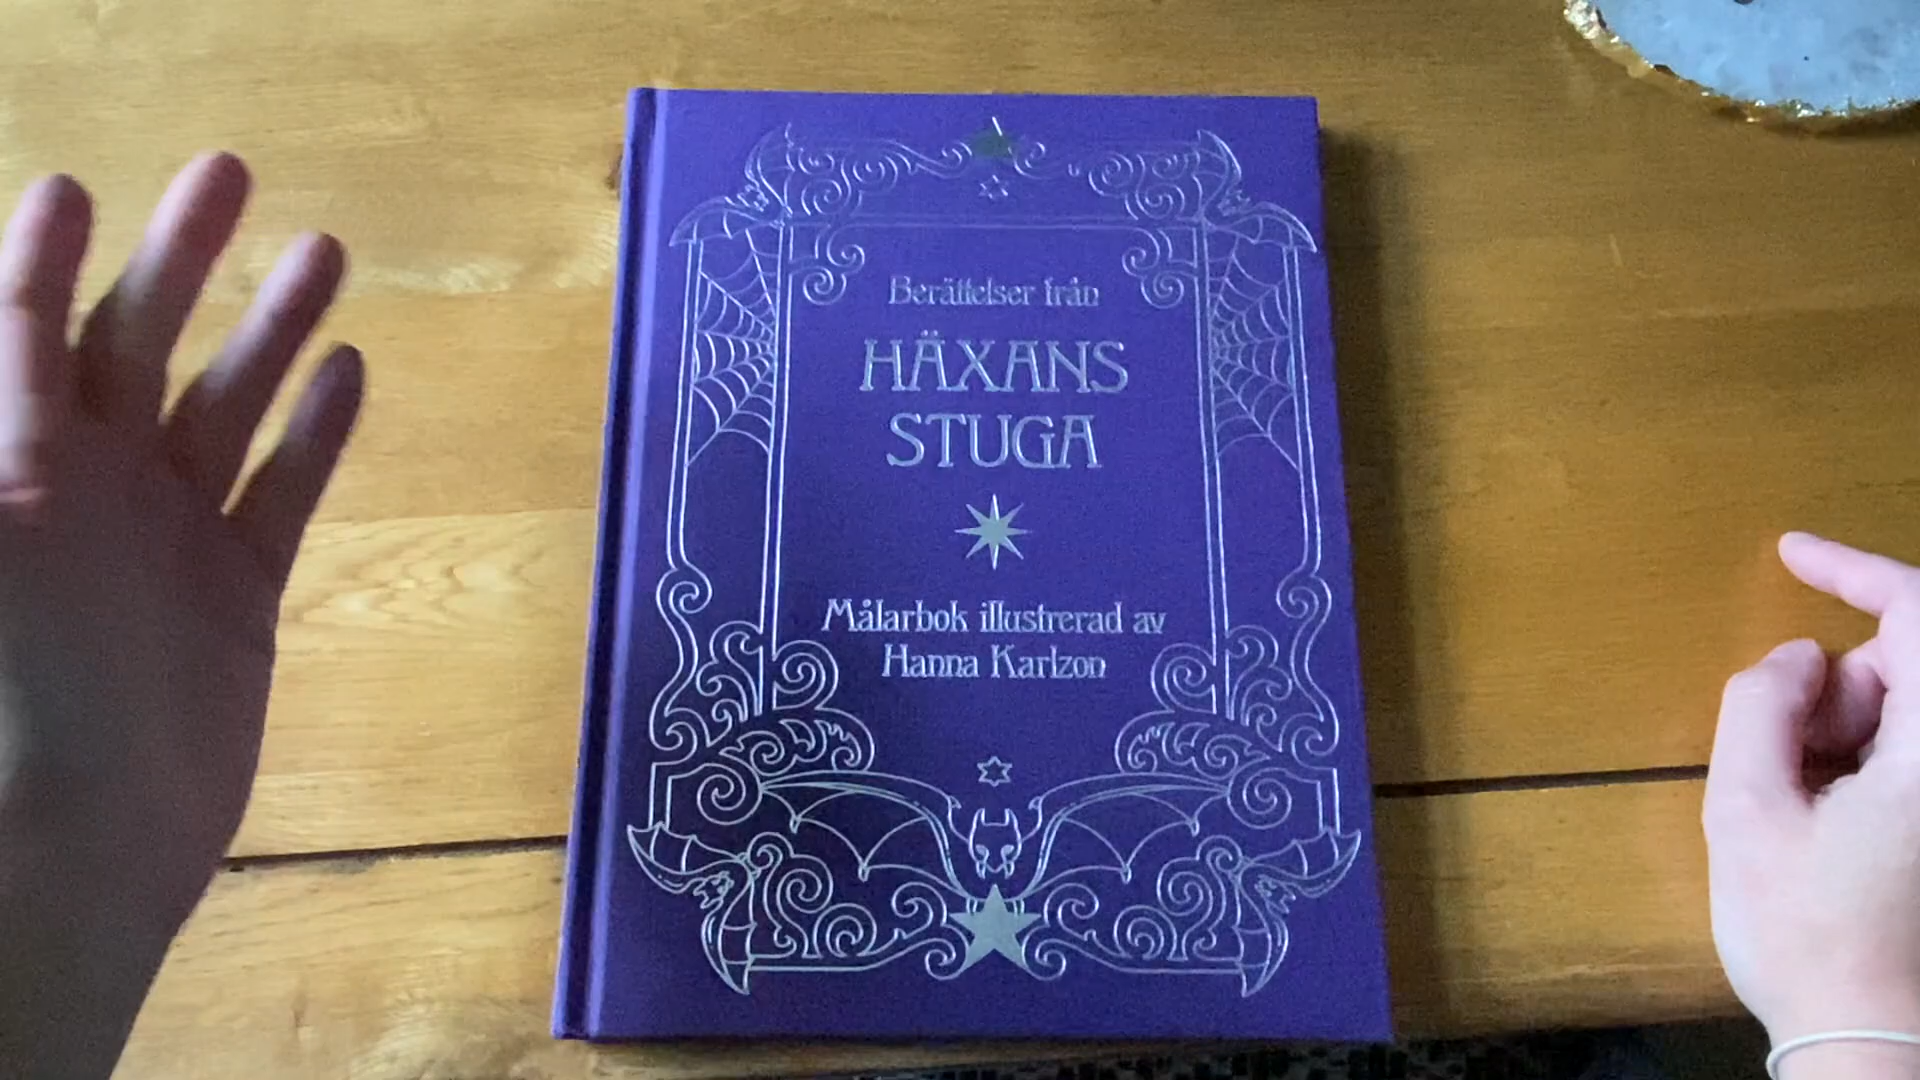 Berättelser från
HÄXANS
STUGA
Målarbok illustrerad av
Hanna Karlzon